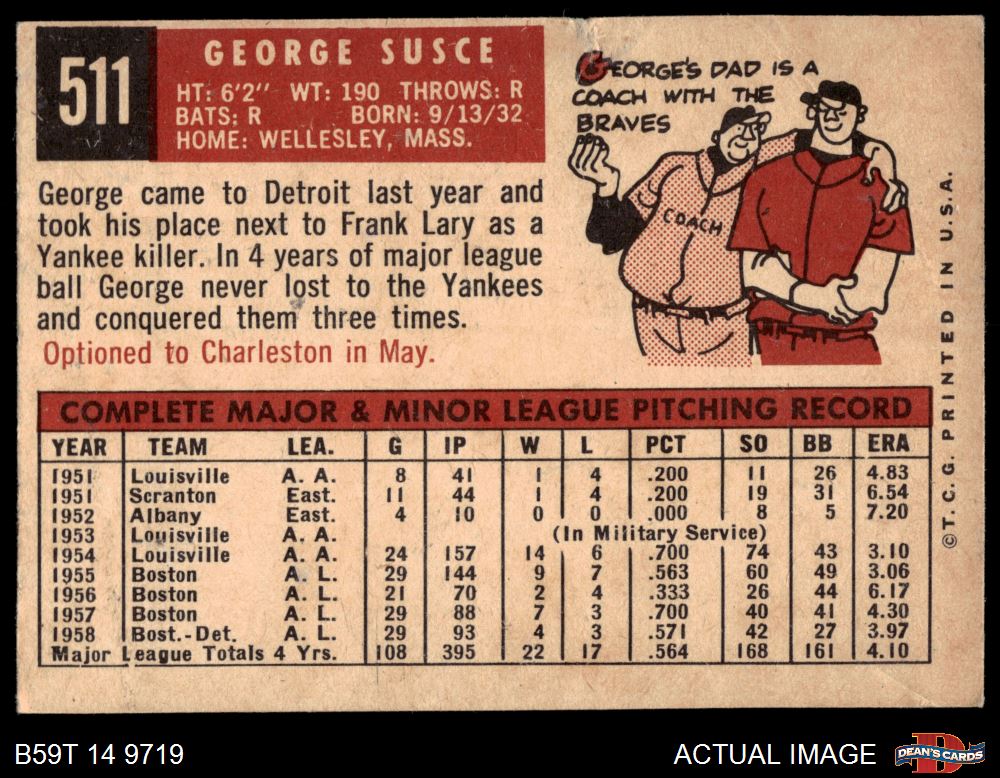 511
GEORGE SUSCE
HT: 6'2" WT: 190 THROWS: R
BATS: R BORN: 9/13/32
HOME: WELLESLEY, MASS.
George came to Detroit last year and
took his place next to Frank Lary as a
Yankee killer. In 4 years of major league
ball George never lost to the Yankees
and conquered them three times.
Optioned to Charleston in May.
GEORGE'S DAD IS A
COACH WITH THE
BRAVES
COACH
COMPLETE MAJOR & MINOR LEAGUE PITCHING RECORD
YEAR TEAM LEA. G IP W L PCT SO BB ERA
1951 Louisville A. A. 8 41 1 4 .200 11 26 4.83
1951 Scranton East. 11 44 1 4 .200 19 31 6.54
1952 Albany East. 4 10 0 0 .000 8 5 7.20
1953 Louisville A. A. (In Military Service)
1954 Louisville A. A. 24 157 14 6 .700 74 43 3.10
1955 Boston A. L. 29 144 9 7 .563 60 49 3.06
1956 Boston A. L. 21 70 2 4 .333 26 44 6.17
1957 Boston A. L. 29 88 7 3 .700 40 41 4.30
1958 Bost.-Det. A. L. 29 93 4 3 .571 42 27 3.97
Major League Totals 4 Yrs. 108 395 22 17 .564 168 161 4.10
©T. C. G. PRINTED IN U.S.A.
B59T 14 9719
ACTUAL IMAGE
DEAN'S CARDS